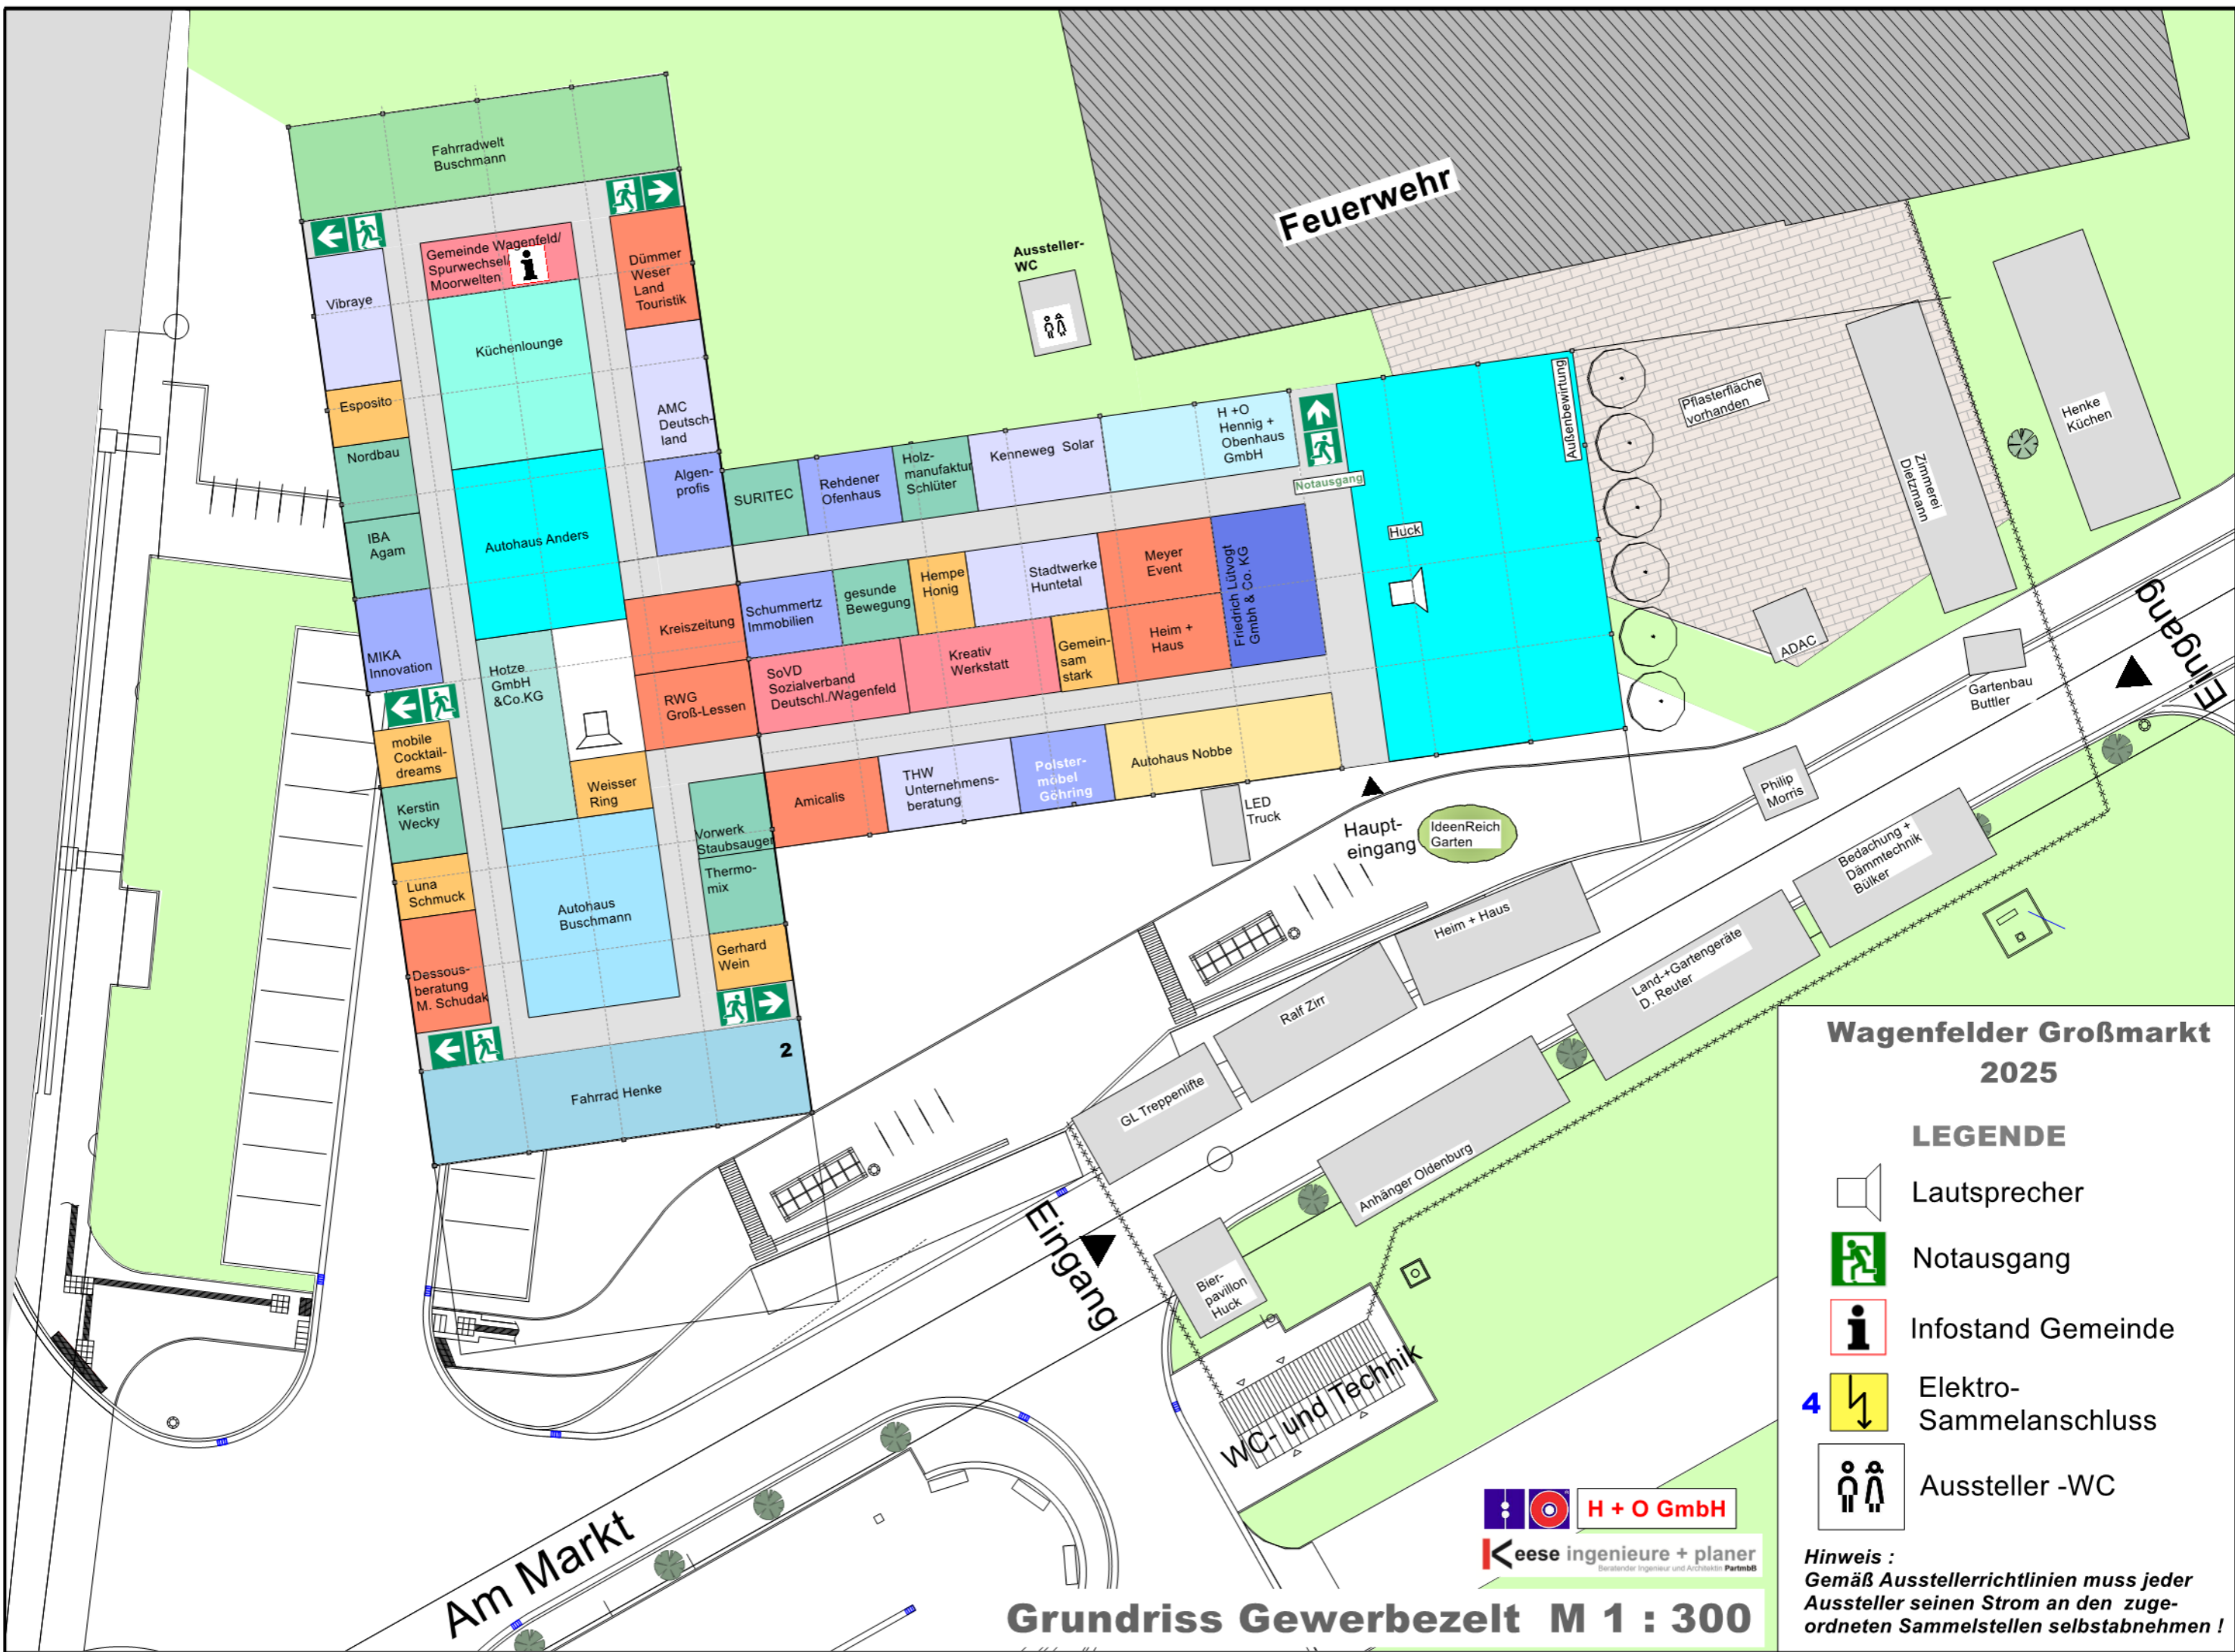 Fahrradwelt
Buschmann
Gemeinde Wagenfeld/
Spurwechsel/
Moorwelten
i
Dümmer
Weser
Land
Touristik
Vibraye
Küchenlounge
Esposito
AMC
Deutsch-
land
Nordbau
Algen-
profis
IBA
Agam
Autohaus Anders
MIKA
Innovation
Hotze
GmbH
&Co.KG
Kreiszeitung
RWG
Groß-Lessen
mobile
Cocktail-
dreams
Weisser
Ring
Kerstin
Wecky
Vorwerk
Staubsauger
Thermo-
mix
Luna
Schmuck
Autohaus
Buschmann
Gerhard
Wein
Dessous-
beratung
M. Schudak
2
Fahrrad Henke
SURITEC
Rehdener
Ofenhaus
Holz-
manufaktur
Schlüter
Kenneweg Solar
H +O
Hennig +
Obenhaus
GmbH
Notausgang
Schummertz
Immobilien
gesunde
Bewegung
Hempe
Honig
Stadtwerke
Huntetal
Meyer
Event
Friedrich Lütvogt
Gmbh & Co. KG
SoVD
Sozialverband
Deutschl./Wagenfeld
Kreativ
Werkstatt
Gemein-
sam
stark
Heim +
Haus
Amicalis
THW
Unternehmens-
beratung
Polster-
möbel
Göhring
Autohaus Nobbe
Huck
Außenbewirtung
Aussteller-
WC
Feuerwehr
Pflasterfläche
vorhanden
Zimmerei
Dietzmann
Henke
Küchen
ADAC
Gartenbau
Buttler
Eingang
Philip
Morris
LED
Truck
Haupt-
eingang
IdeenReich
Garten
Bedachung +
Dämmtechnik
Bülker
Heim + Haus
Land-+Gartengeräte
D. Reuter
Ralf Zirr
GL Treppenlifte
Anhänger Oldenburg
Eingang
Bier-
pavillon
Huck
WC- und Technik
Am Markt
Wagenfelder Großmarkt
2025
LEGENDE
Lautsprecher
Notausgang
i
Infostand Gemeinde
4
Elektro-
Sammelanschluss
Aussteller -WC
Hinweis :
Gemäß Ausstellerrichtlinien muss jeder
Aussteller seinen Strom an den zuge-
ordneten Sammelstellen selbstabnehmen !
H + O GmbH
Keese ingenieure + planer
Beratender Ingenieur und Architektin PartmbB
Grundriss Gewerbezelt M 1 : 300